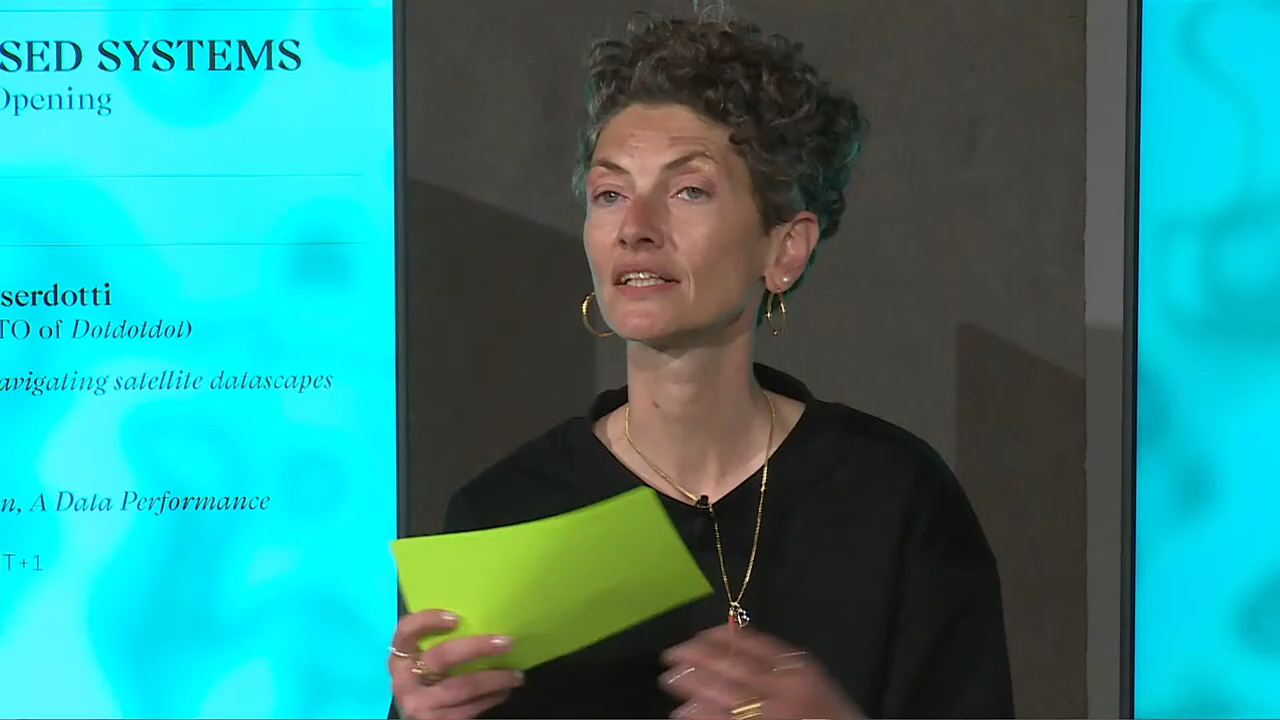 SED SYSTEMS
Opening
serdotti
TO of Dotdotdot)
avigating satellite datascapes
n, A Data Performance
T+1